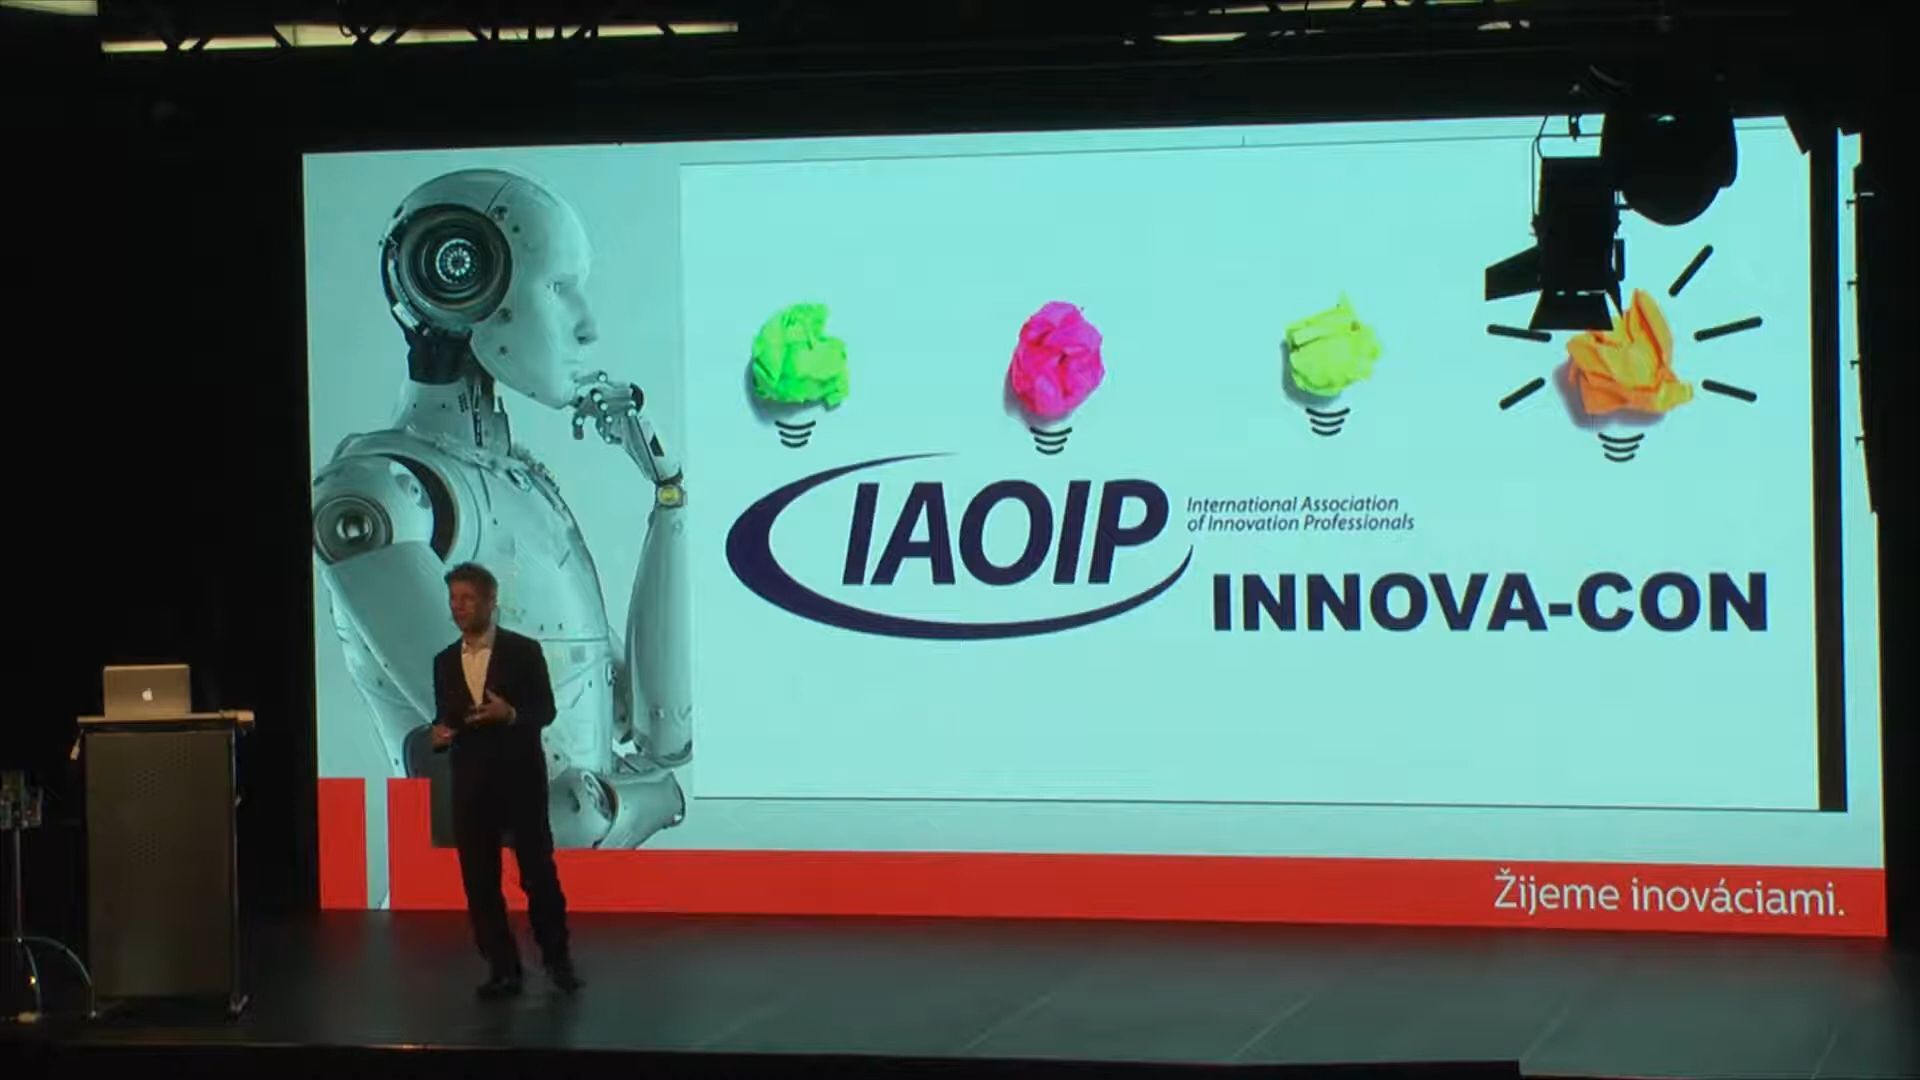 IAOIP
International Association
of Innovation Professionals
INNOVA-CON
Žijeme inováciami.